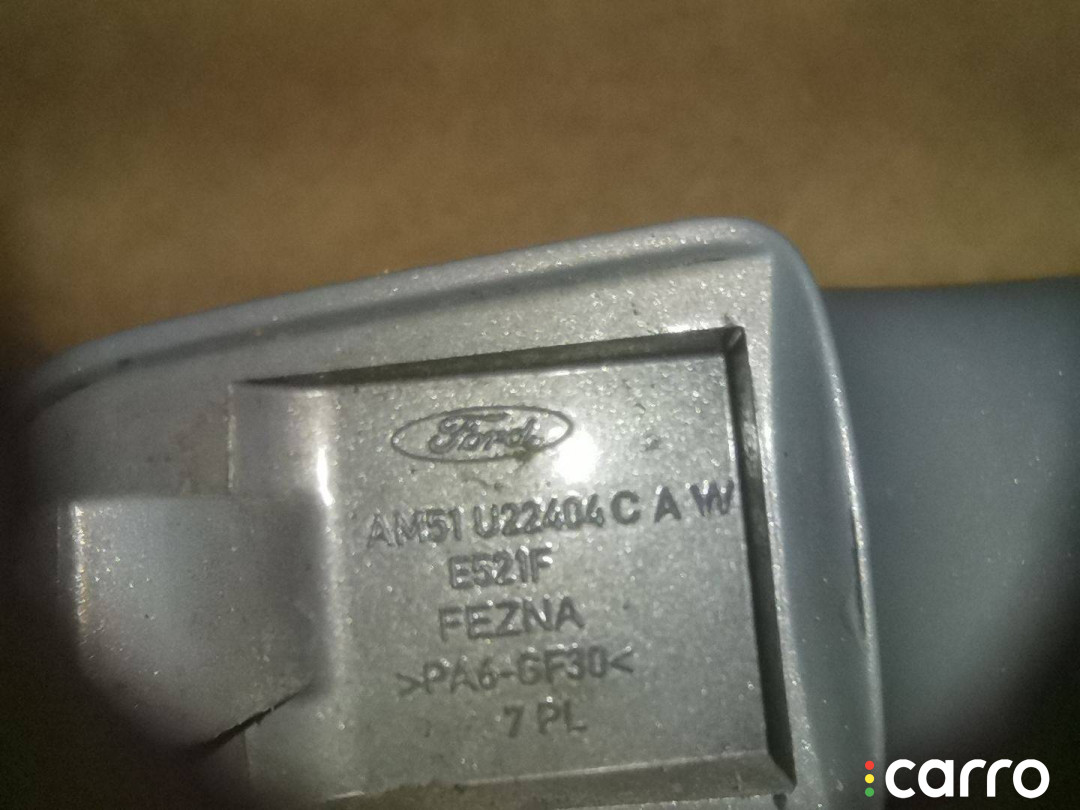 Ford
AM51 U22404 C A W
E521F
FEZNA
>PA6-GF30<
7 PL
carro